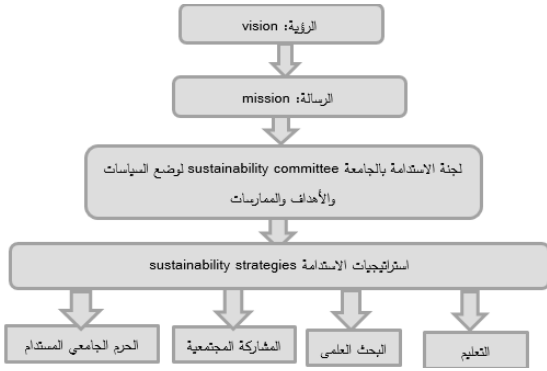 الرؤية: vision
الرسالة: mission
لجنة الاستدامة بالجامعة sustainability committee لوضع السياسات
والأهداف والممارسات
استراتيجيات الاستدامة sustainability strategies
التعليم
البحث العلمى
المشاركة المجتمعية
الحرم الجامعي المستدام